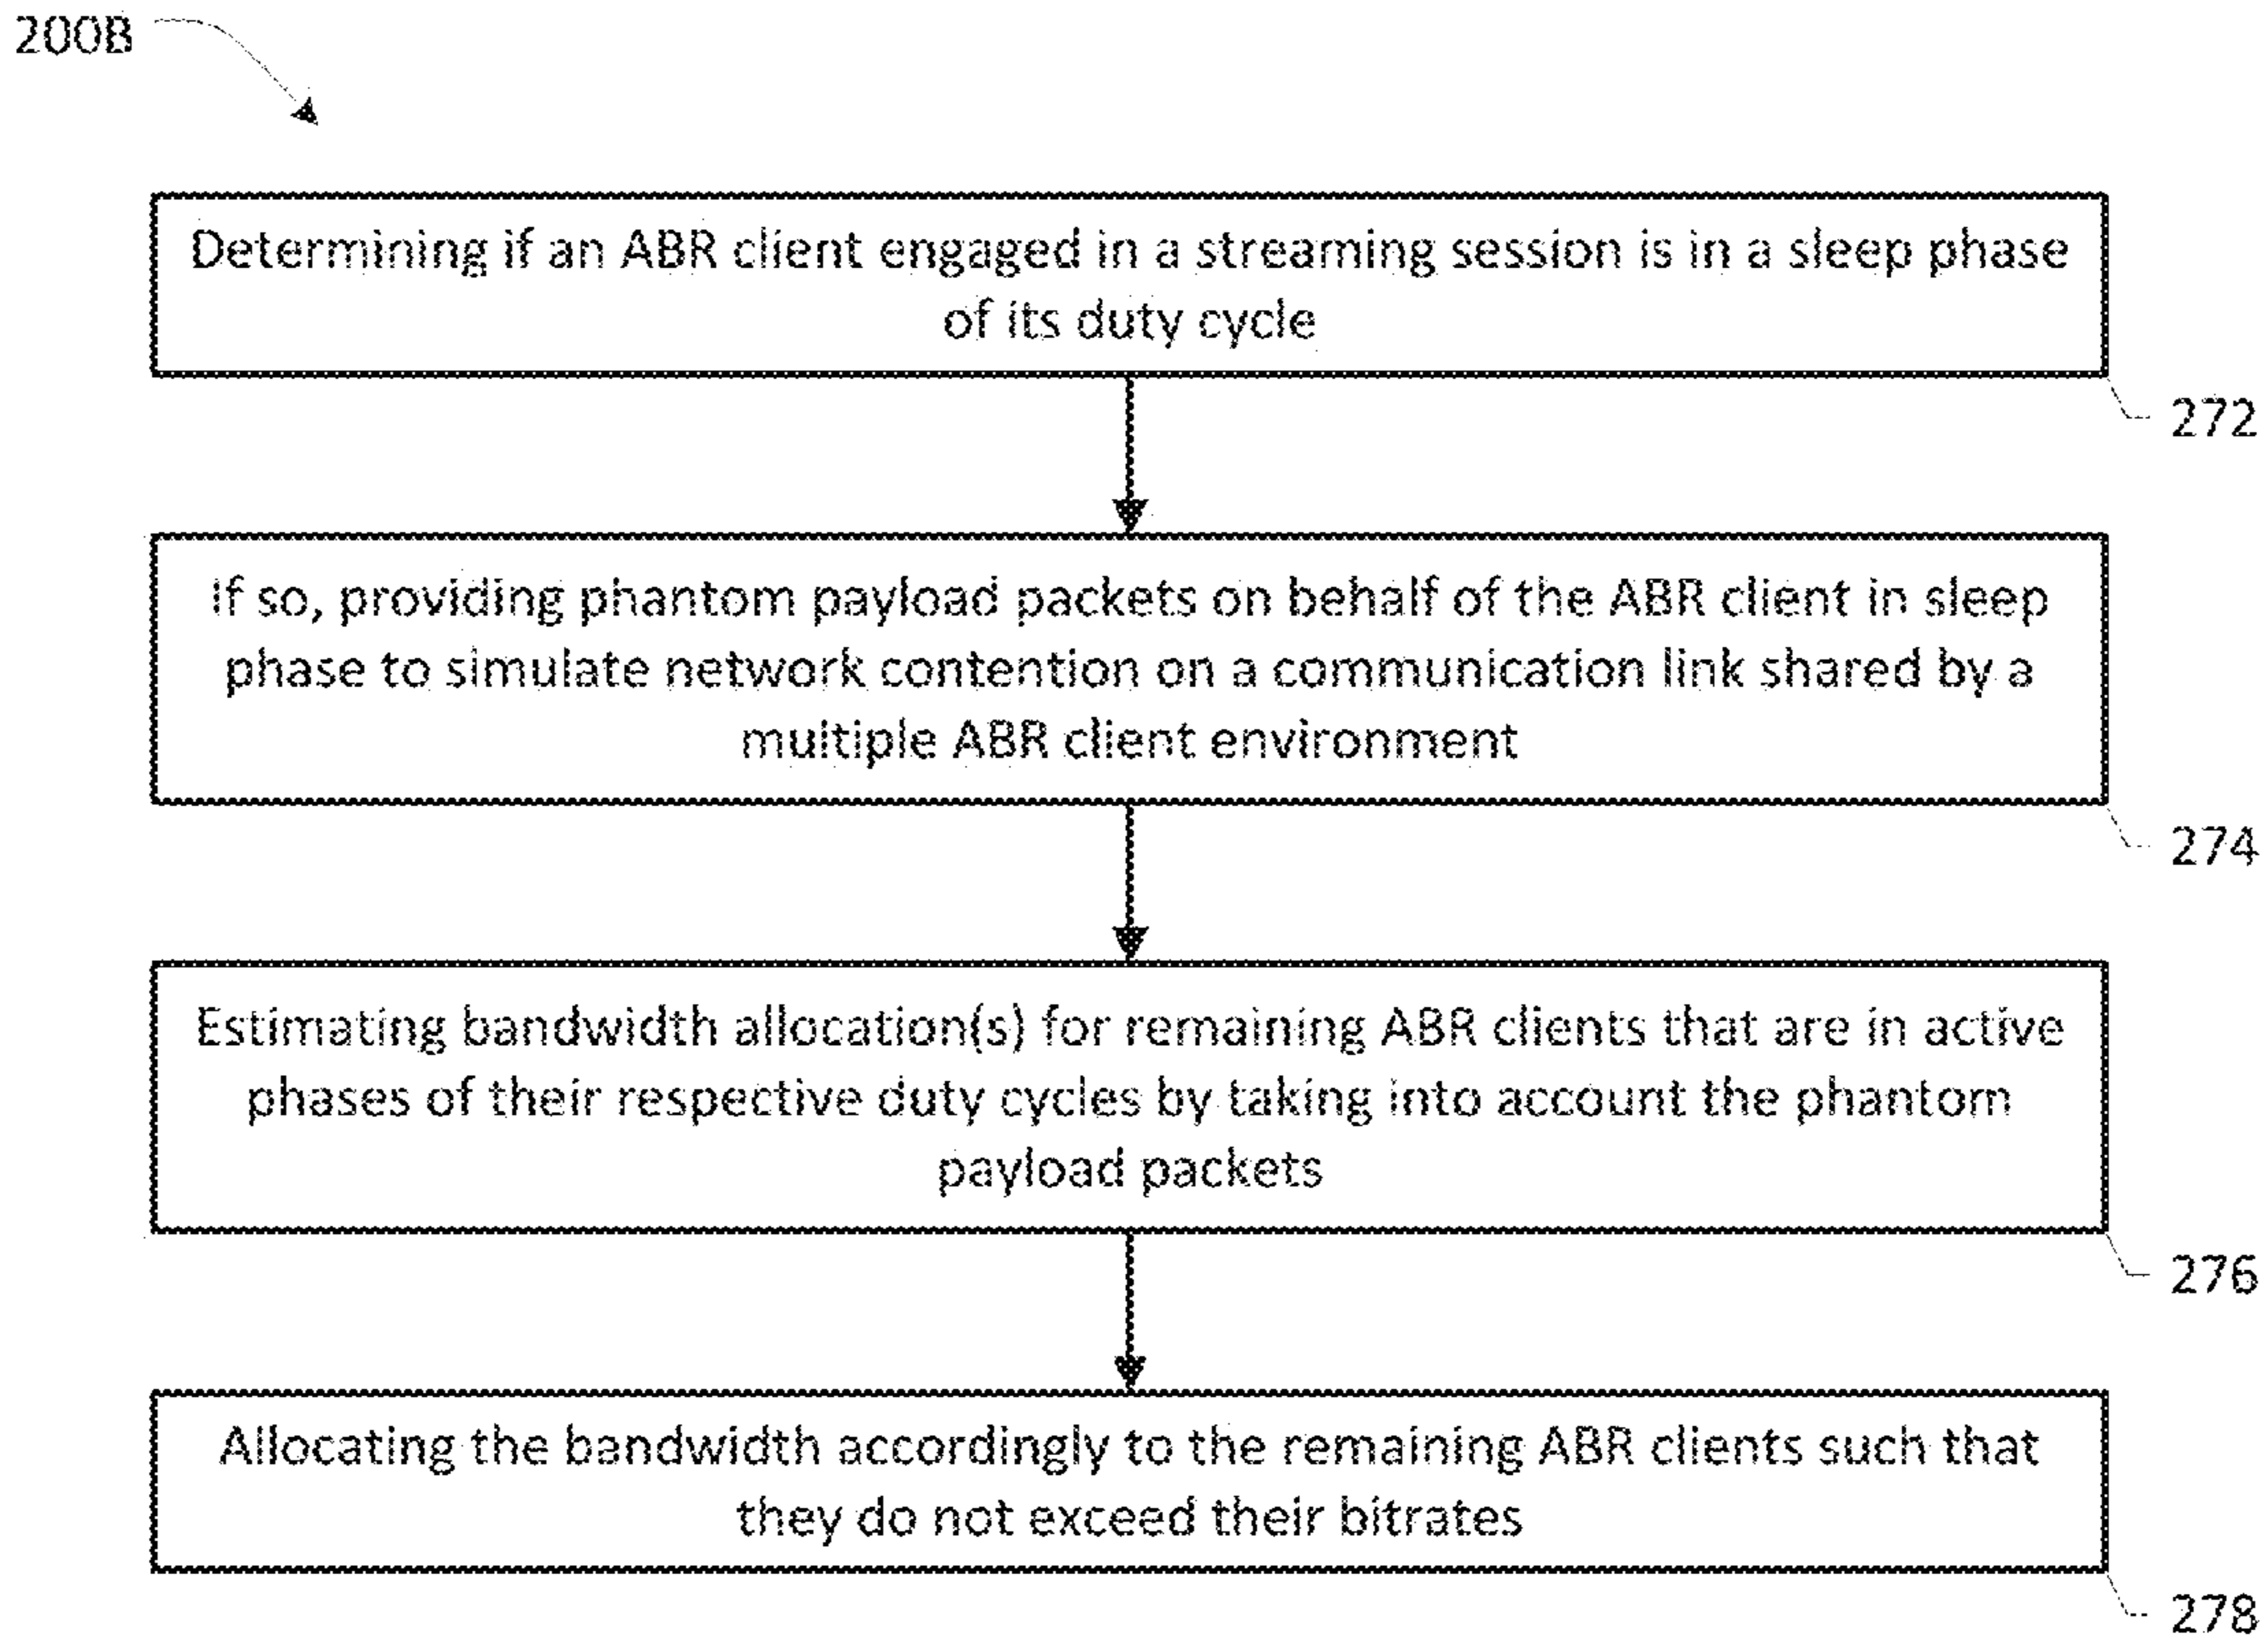 200B
Determining if an ABR client engaged in a streaming session is in a sleep phase
of its duty cycle
272
If so, providing phantom payload packets on behalf of the ABR client in sleep
phase to simulate network contention on a communication link shared by a
multiple ABR client environment
274
Estimating bandwidth allocation(s) for remaining ABR clients that are in active
phases of their respective duty cycles by taking into account the phantom
payload packets
276
Allocating the bandwidth accordingly to the remaining ABR clients such that
they do not exceed their bitrates
278